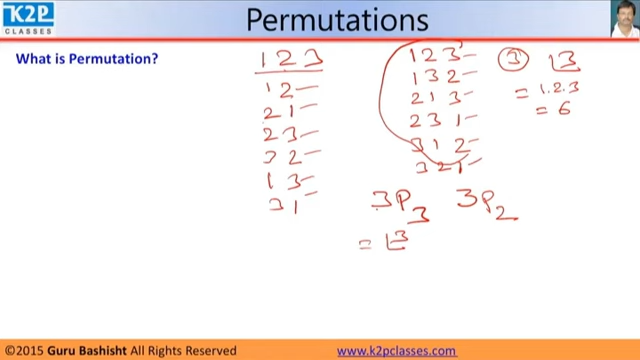 K2P
CLASSES
Permutations
What is Permutation?
1 2 3
1 2
2 1
2 3
3 2
1 3
3 1
1 2 3
1 3 2
2 1 3
2 3 1
3 1 2
3 2 1
3
∟3
= 1.2.3
= 6
3P3 3P2
= ∟3
©2015 Guru Bashisht All Rights Reserved
www.k2pclasses.com